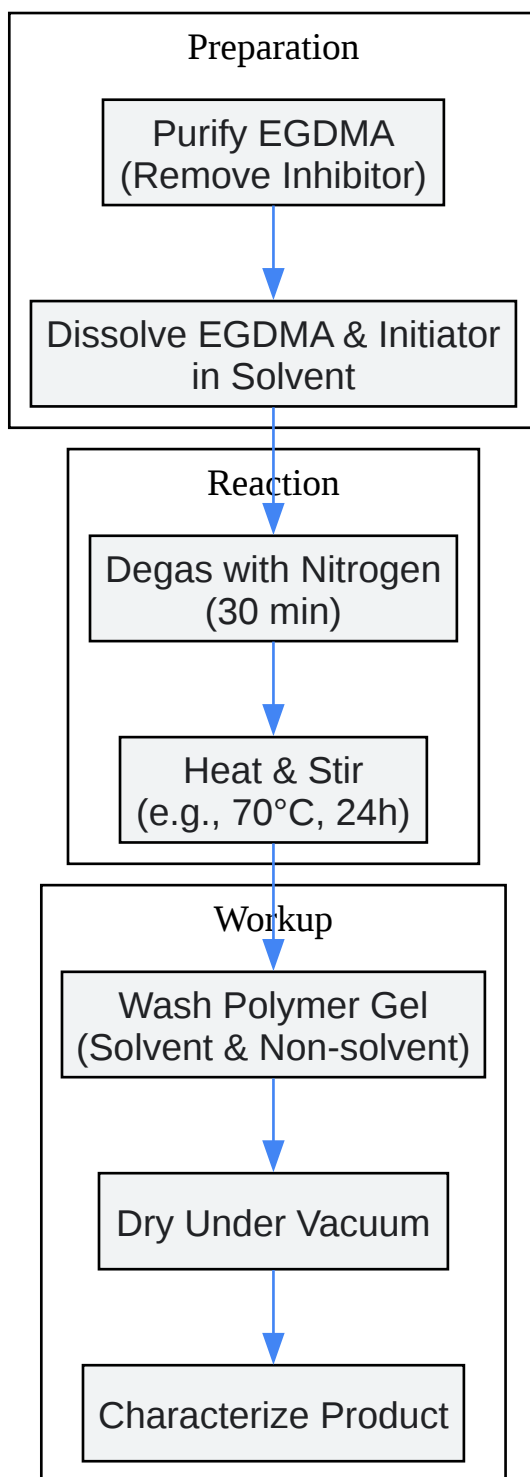 Preparation
Purify EGDMA
(Remove Inhibitor)
Dissolve EGDMA & Initiator
in Solvent
Reaction
Degas with Nitrogen
(30 min)
Heat & Stir
(e.g., 70°C, 24h)
Workup
Wash Polymer Gel
(Solvent & Non-solvent)
Dry Under Vacuum
Characterize Product